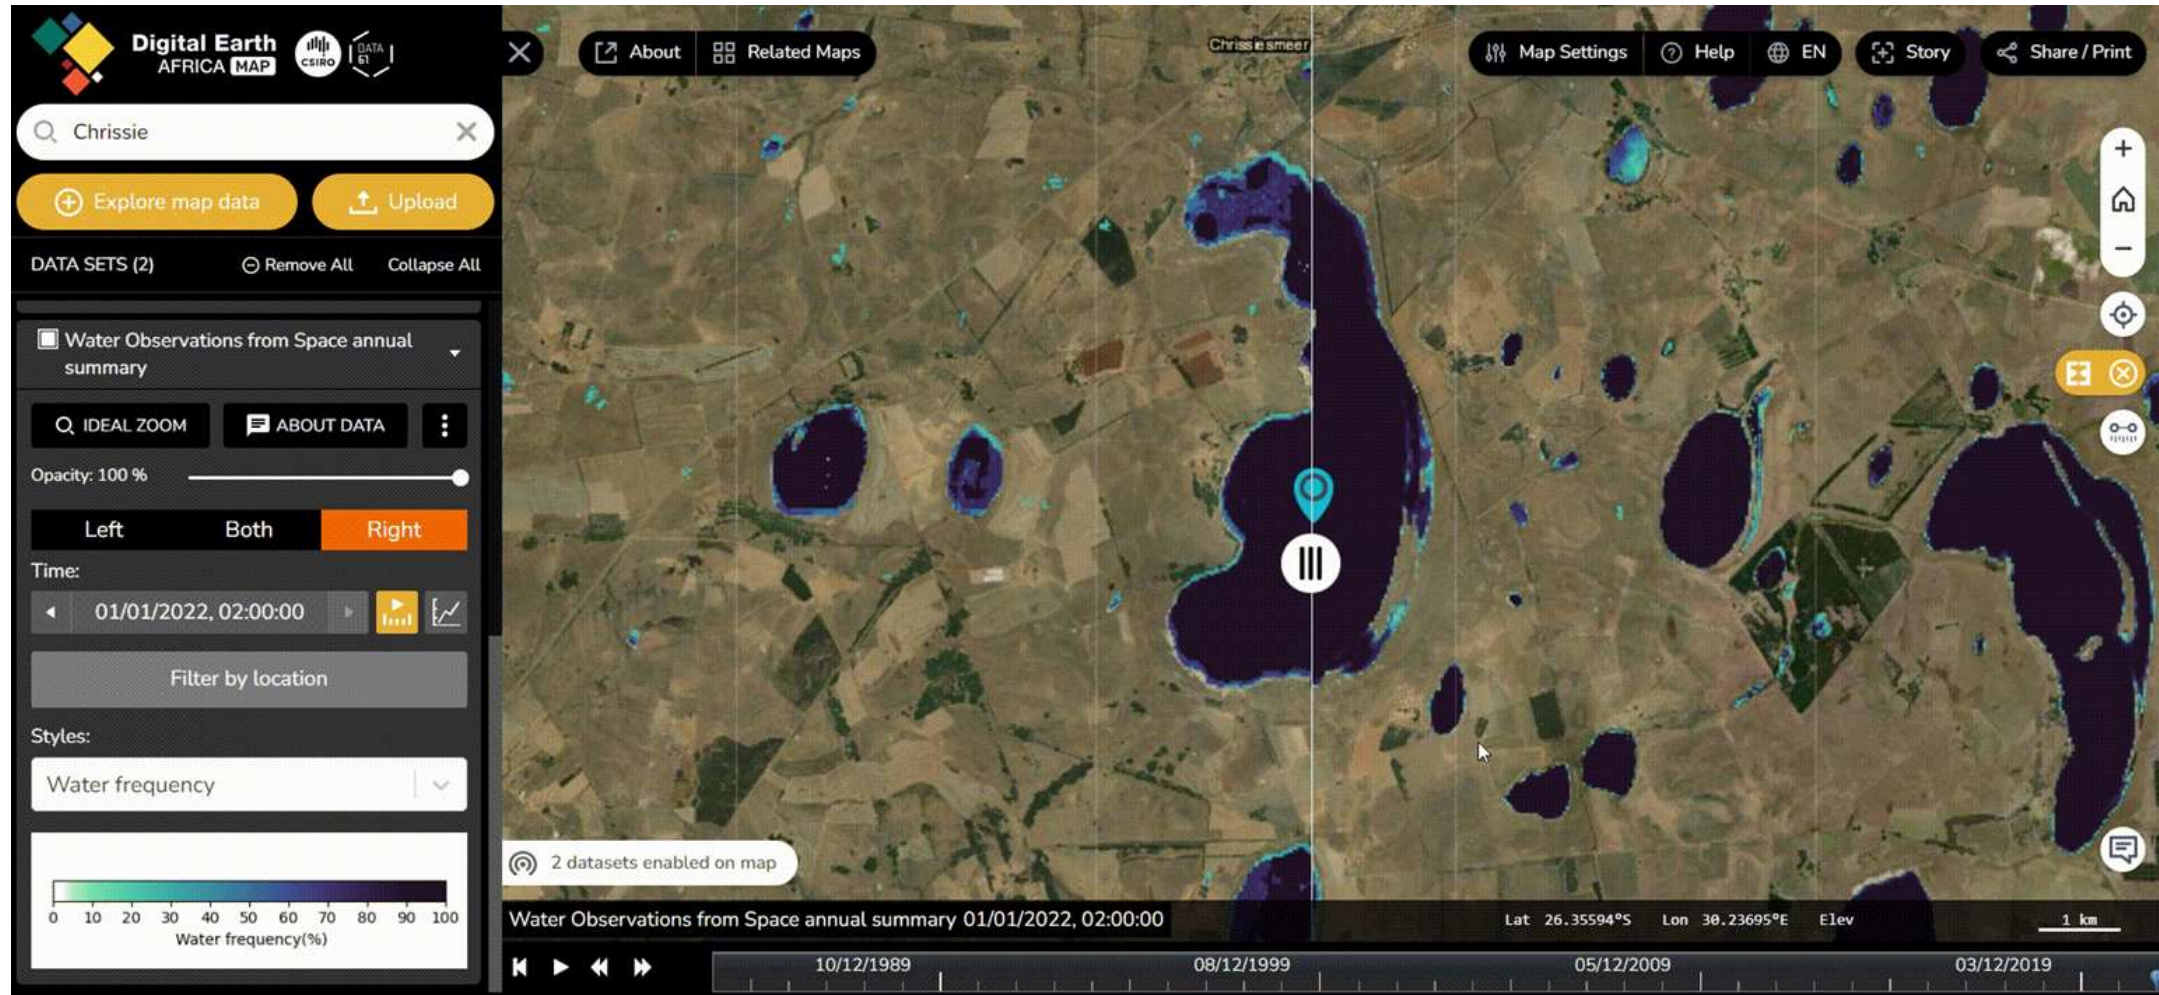 Digital Earth
AFRICA MAP
CSIRO
DATA
61
About
Related Maps
Chrissiesmeer
Map Settings
Help
EN
Story
Share / Print
Chrissie
Explore map data
Upload
DATA SETS (2)
Remove All
Collapse All
Water Observations from Space annual
summary
IDEAL ZOOM
ABOUT DATA
Opacity: 100 %
Left
Both
Right
Time:
01/01/2022, 02:00:00
Filter by location
Styles:
Water frequency
0 10 20 30 40 50 60 70 80 90 100
Water frequency(%)
2 datasets enabled on map
Water Observations from Space annual summary 01/01/2022, 02:00:00
Lat 26.35594°S Lon 30.23695°E Elev
1 km
10/12/1989
08/12/1999
05/12/2009
03/12/2019